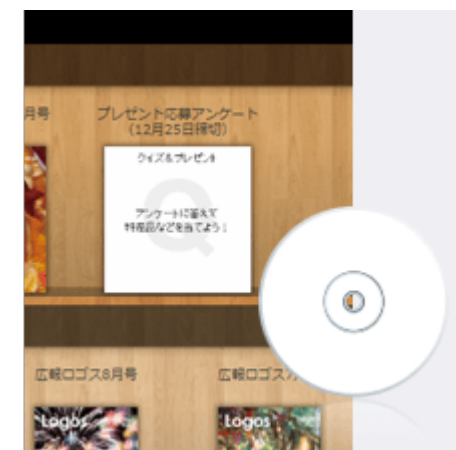 月号
プレゼント応募アンケート
(12月25日締切)
クイズ&プレゼント
アンケートに答えて
特産品などを当てよう!
広報ロゴス8月号
広報ロゴス7
Logos
Logos